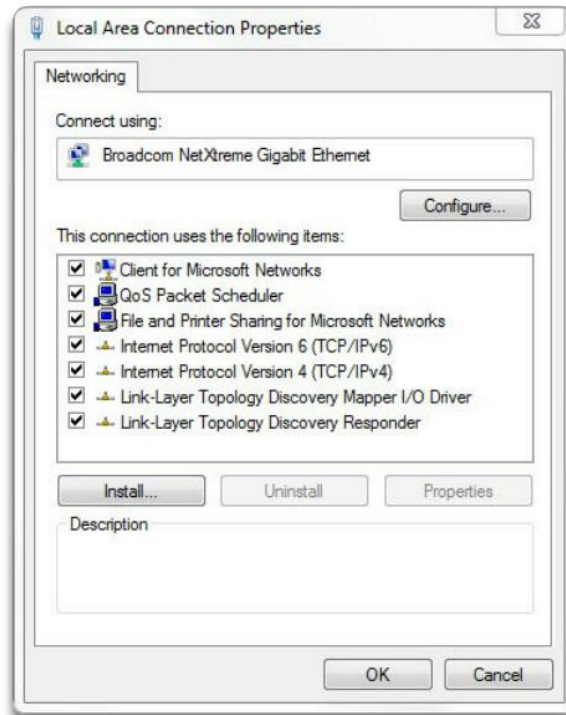 Local Area Connection Properties
Networking
Connect using:
Broadcom NetXtreme Gigabit Ethernet
Configure...
This connection uses the following items:
Client for Microsoft Networks
QoS Packet Scheduler
File and Printer Sharing for Microsoft Networks
Internet Protocol Version 6 (TCP/IPv6)
Internet Protocol Version 4 (TCP/IPv4)
Link-Layer Topology Discovery Mapper I/O Driver
Link-Layer Topology Discovery Responder
Install... Uninstall Properties
Description
OK Cancel